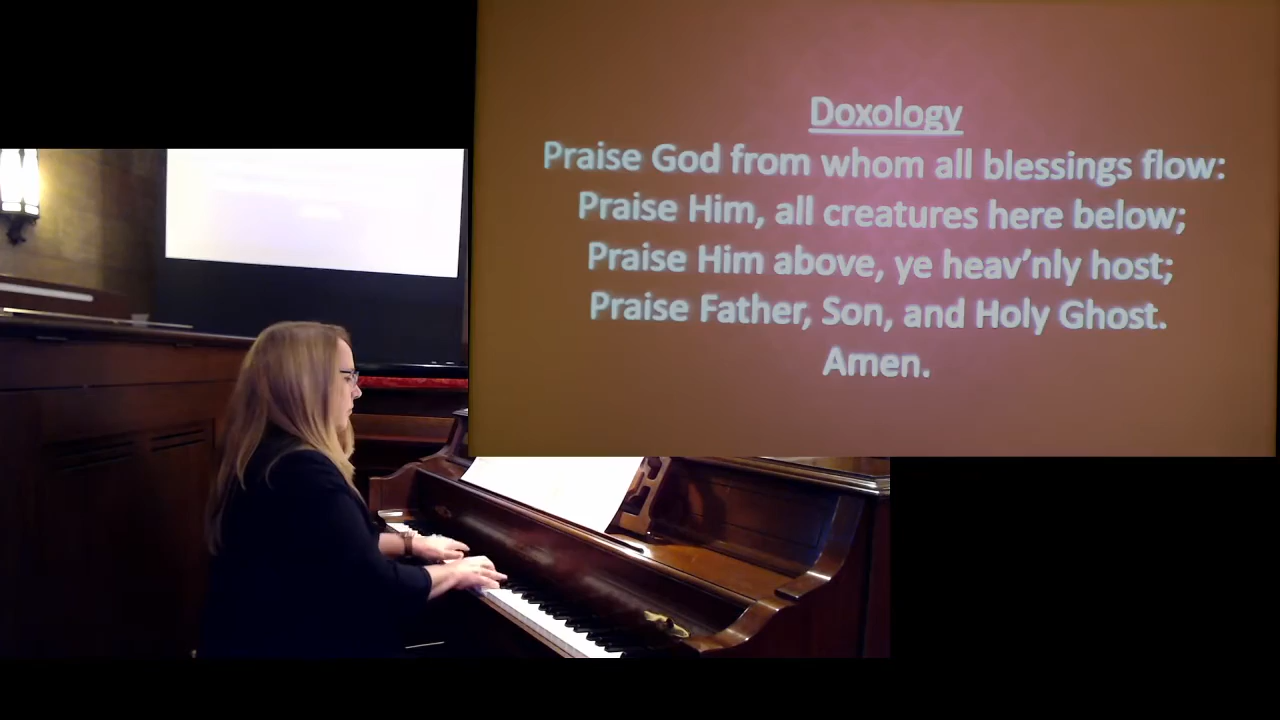 Doxology
Praise God from whom all blessings flow:
Praise Him, all creatures here below;
Praise Him above, ye heav’nly host;
Praise Father, Son, and Holy Ghost.
Amen.